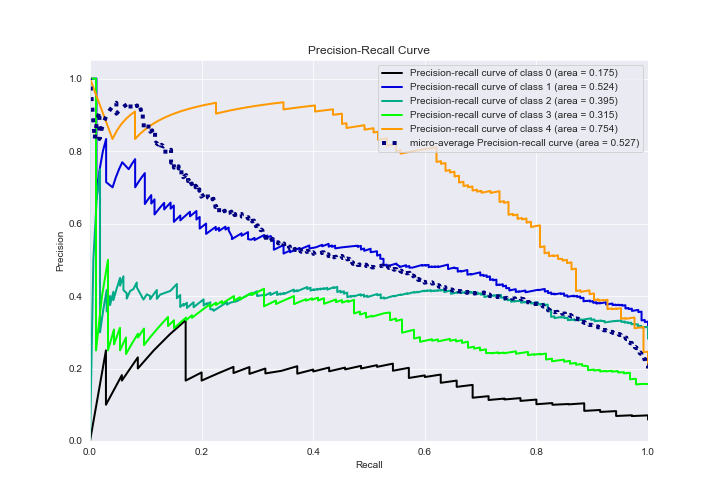 Precision-Recall Curve
Precision-recall curve of class 0 (area = 0.175)
Precision-recall curve of class 1 (area = 0.524)
Precision-recall curve of class 2 (area = 0.395)
Precision-recall curve of class 3 (area = 0.315)
Precision-recall curve of class 4 (area = 0.754)
micro-average Precision-recall curve (area = 0.527)
Precision
1.0
0.8
0.6
0.4
0.2
0.0
0.0 0.2 0.4 0.6 0.8 1.0
Recall